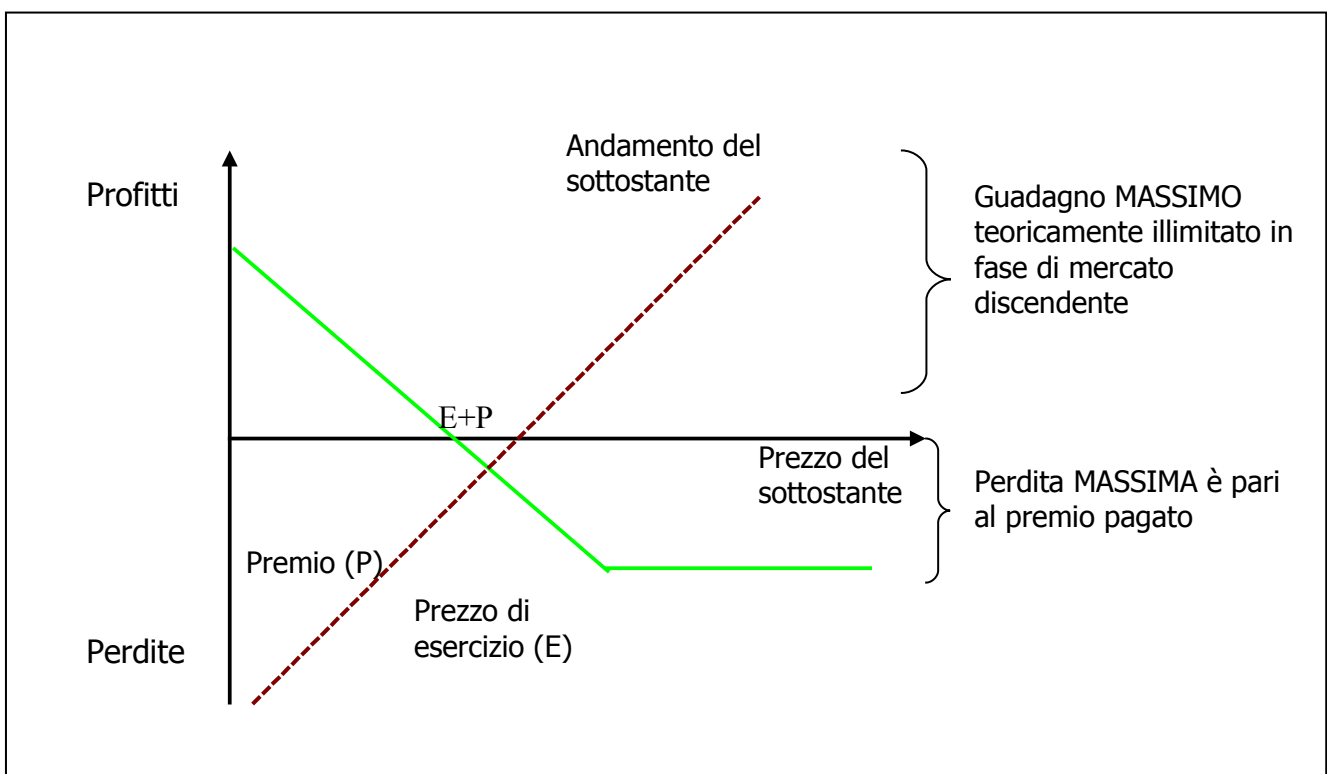 Andamento del
sottostante
Profitti
Guadagno MASSIMO
teoricamente illimitato in
fase di mercato
discendente
E+P
Prezzo del
sottostante
Perdita MASSIMA è pari
al premio pagato
Premio (P)
Prezzo di
esercizio (E)
Perdite